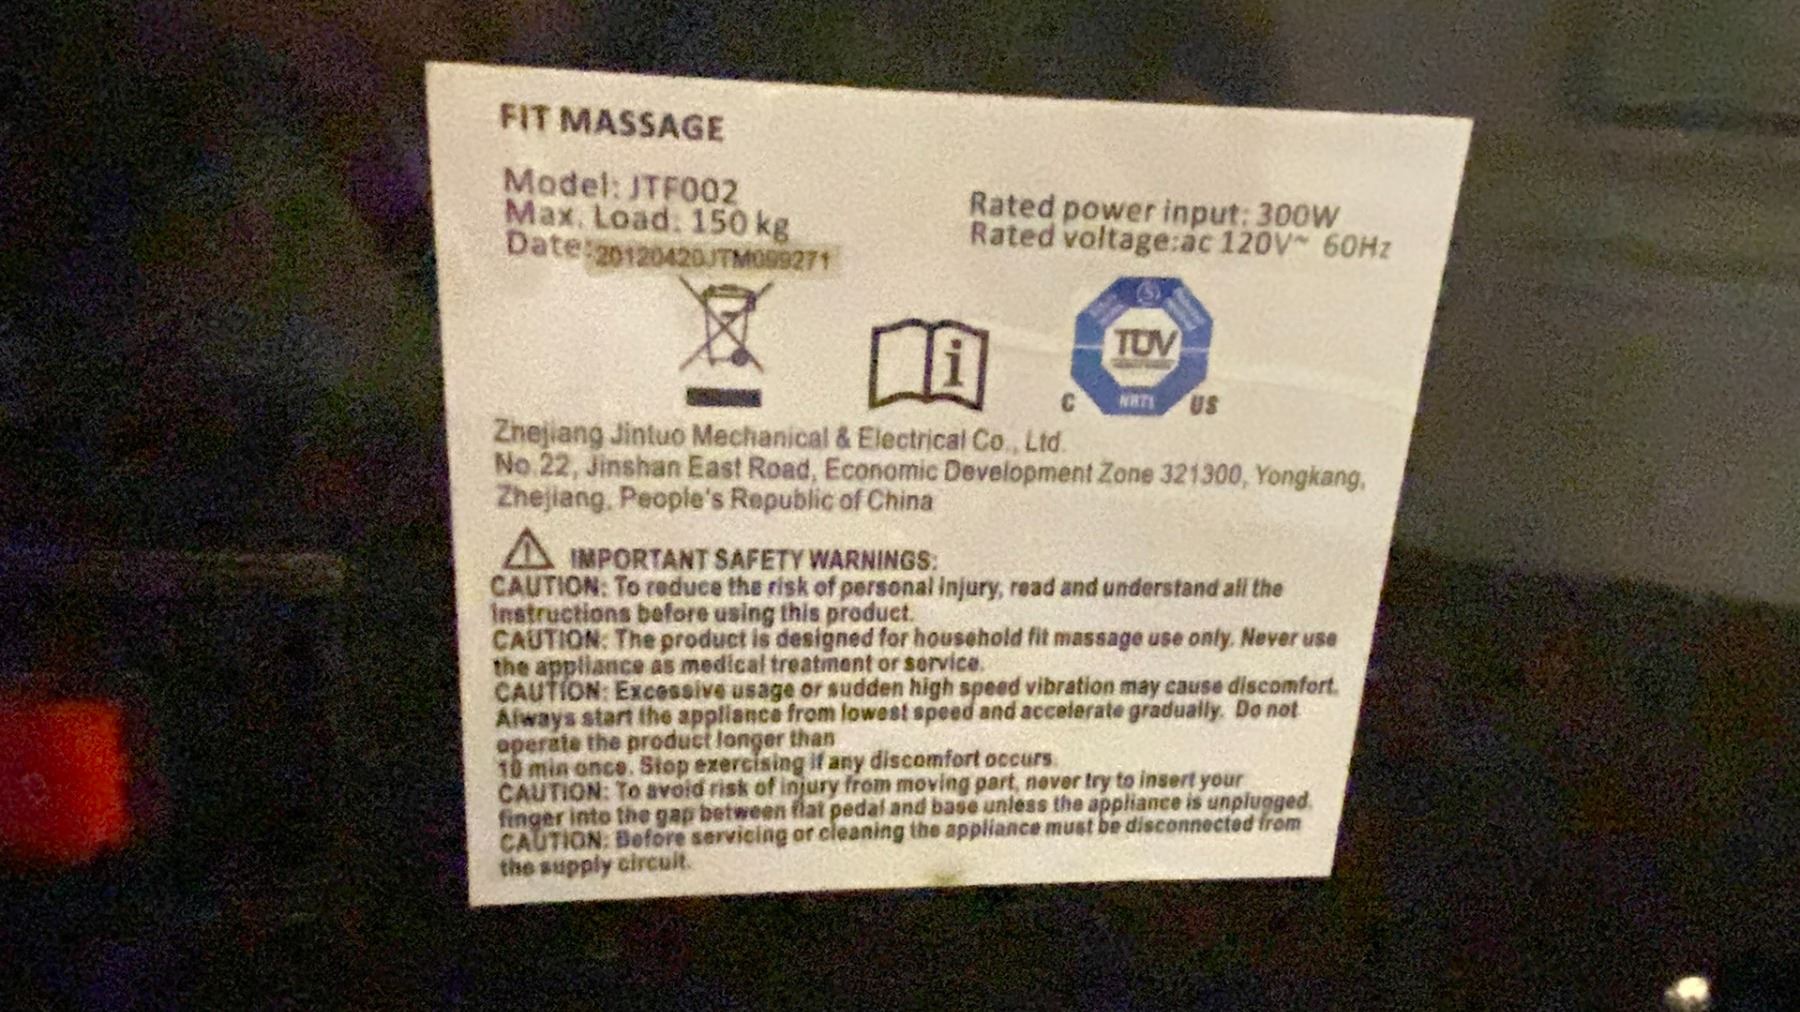 FIT MASSAGE
Model: JTF002
Max. Load: 150 kg
Date: 20120420JTM099271
Rated power input: 300W
Rated voltage:ac 120V~ 60Hz
i
TÜV
NRTL
C US
Zhejiang Jintuo Mechanical & Electrical Co., Ltd.
No.22, Jinshan East Road, Economic Development Zone 321300, Yongkang,
Zhejiang, People's Republic of China
IMPORTANT SAFETY WARNINGS:
CAUTION: To reduce the risk of personal injury, read and understand all the
instructions before using this product.
CAUTION: The product is designed for household fit massage use only. Never use
the appliance as medical treatment or service.
CAUTION: Excessive usage or sudden high speed vibration may cause discomfort.
Always start the appliance from lowest speed and accelerate gradually. Do not
operate the product longer than
10 min once. Stop exercising if any discomfort occurs.
CAUTION: To avoid risk of injury from moving part, never try to insert your
finger into the gap between flat pedal and base unless the appliance is unplugged.
CAUTION: Before servicing or cleaning the appliance must be disconnected from
the supply circuit.